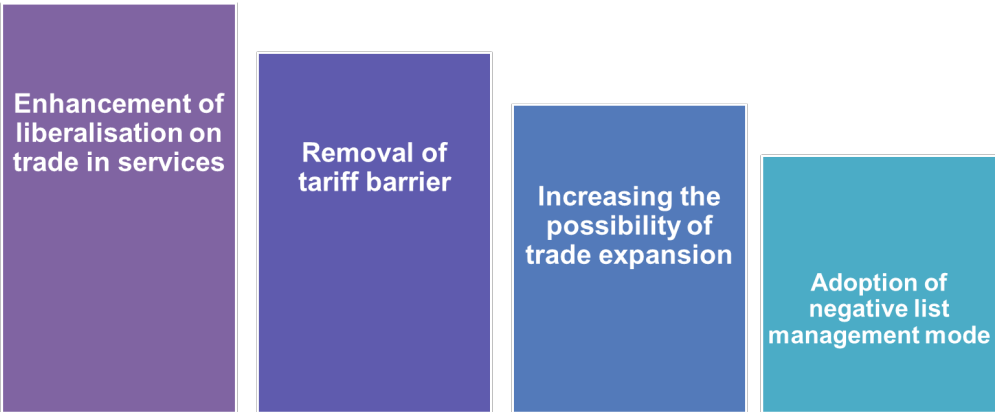 Enhancement of
liberalisation on
trade in services
Removal of
tariff barrier
Increasing the
possibility of
trade expansion
Adoption of
negative list
management mode